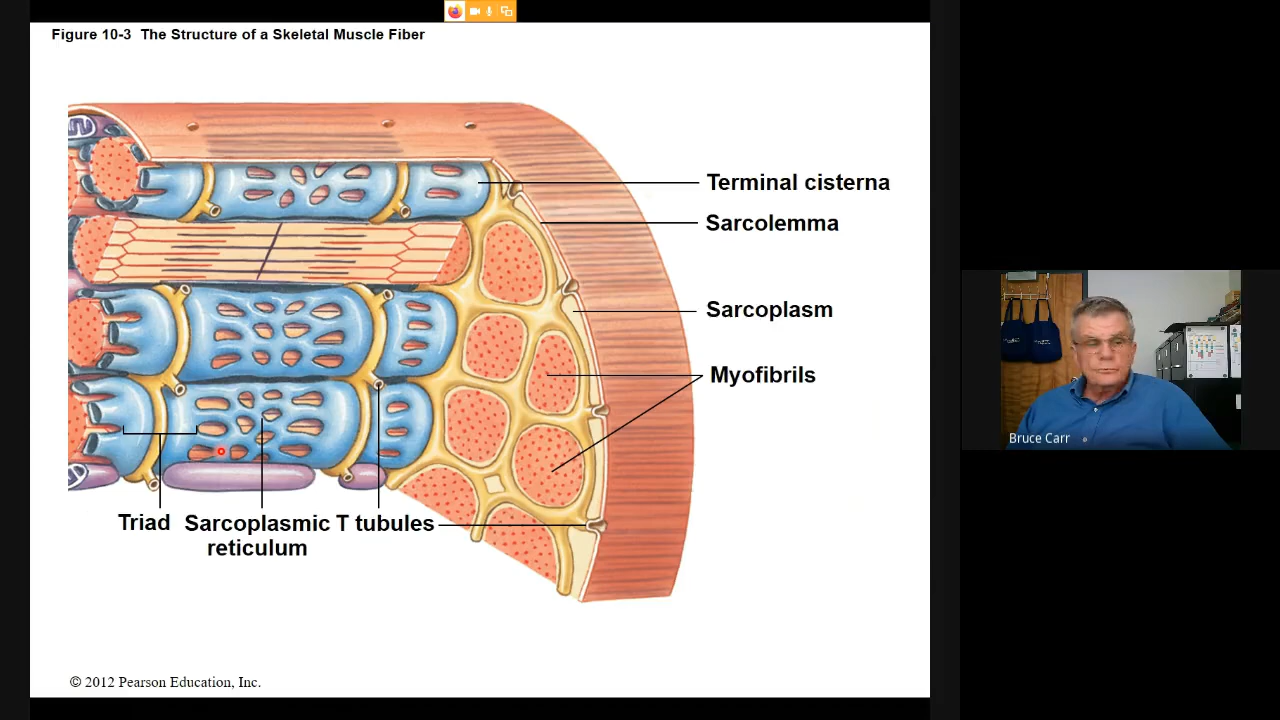 Figure 10-3 The Structure of a Skeletal Muscle Fiber
Terminal cisterna
Sarcolemma
Sarcoplasm
Myofibrils
Triad
Sarcoplasmic
reticulum
T tubules
© 2012 Pearson Education, Inc.
Bruce Carr